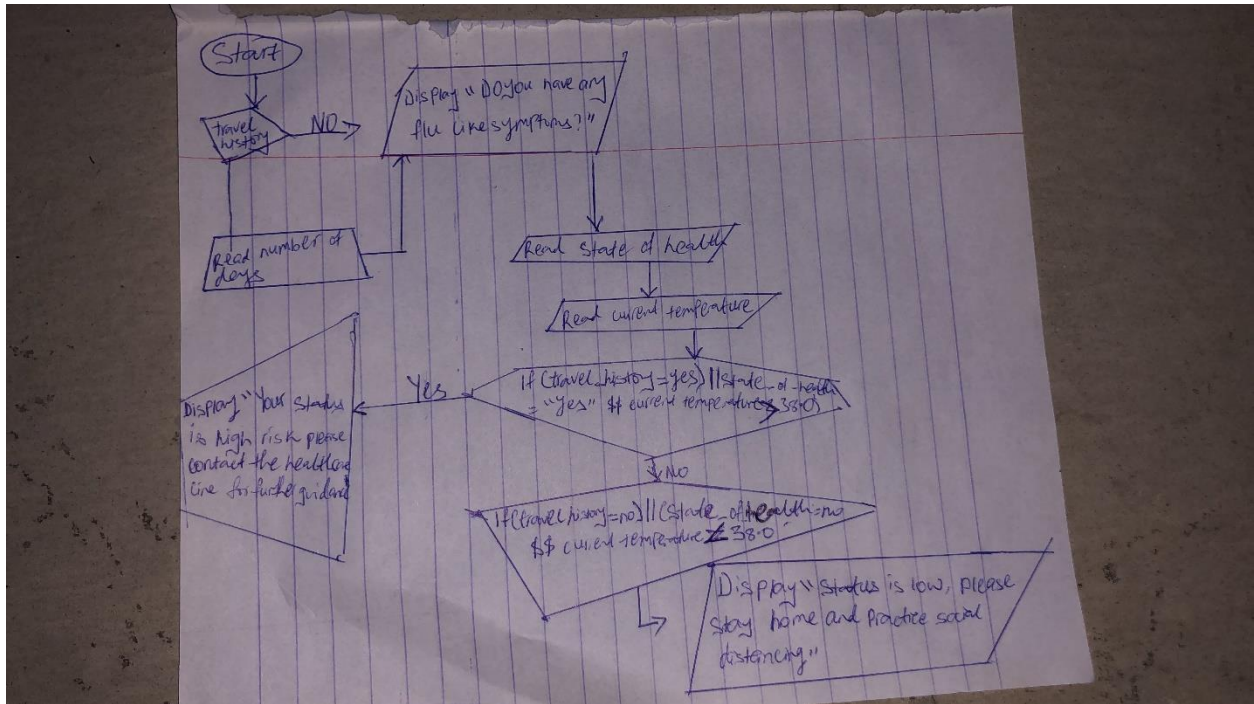 Start
travel
history
NO
Read number of
days
Display "DO you have any
flu like symptoms?"
Read state of health
Read current temperature
If (travel_history=yes) || state_of_health
= "yes" $$ current temperature > 38.0)
Yes
Display "Your status
is high risk please
contact the healthcare
line for further guidance
NO
If (travel history=no) || (state_of_health=no
$$ current temperature ≠ 38.0
Display "Status is low, please
stay home and Practice social
distancing"